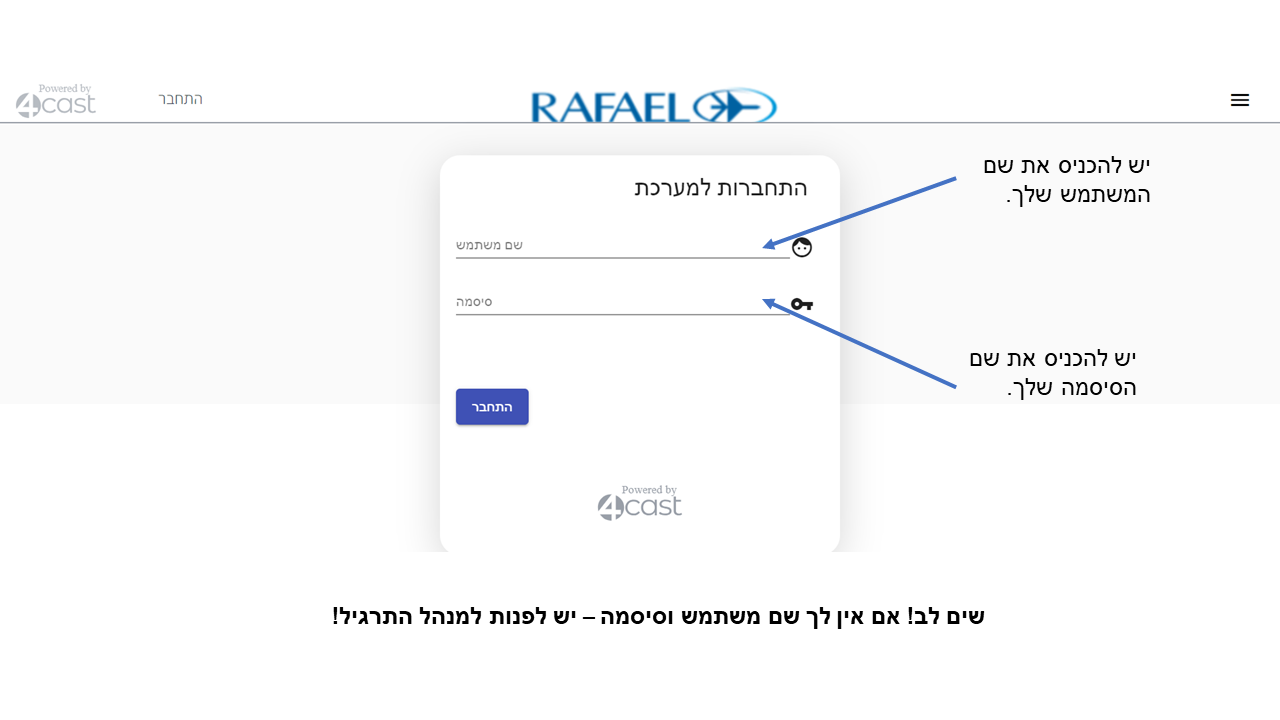 Powered by
4cast
התחבר
RAFAEL
התחברות למערכת
שם משתמש
סיסמה
התחבר
Powered by
4cast
יש להכניס את שם
המשתמש שלך.
יש להכניס את שם
הסיסמה שלך.
שים לב! אם אין לך שם משתמש וסיסמה – יש לפנות למנהל התרגיל!